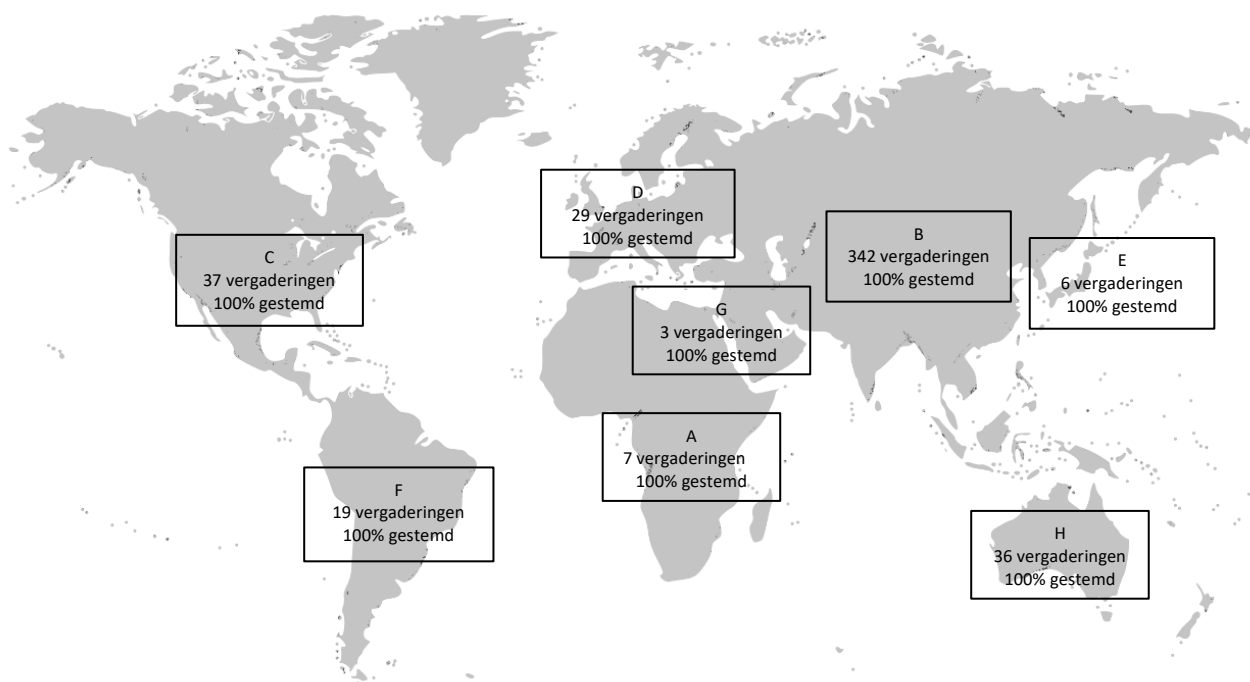 D
29 vergaderingen
100% gestemd
B
342 vergaderingen
100% gestemd
C
37 vergaderingen
100% gestemd
E
6 vergaderingen
100% gestemd
G
3 vergaderingen
100% gestemd
A
7 vergaderingen
100% gestemd
F
19 vergaderingen
100% gestemd
H
36 vergaderingen
100% gestemd